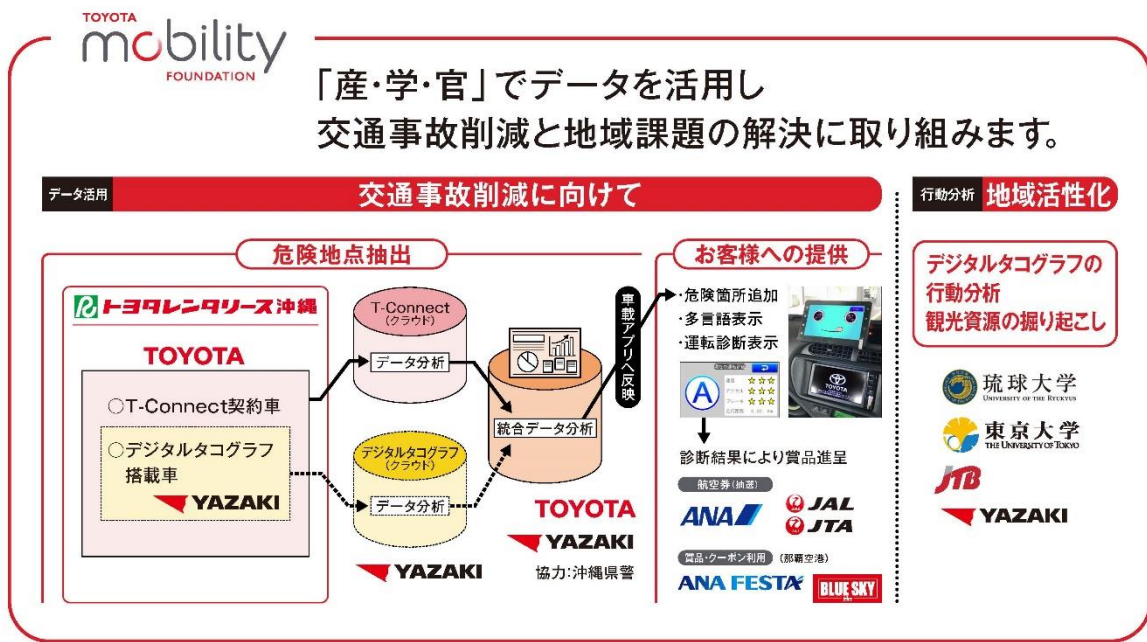 TOYOTA
mobility
FOUNDATION
「産・学・官」でデータを活用し
交通事故削減と地域課題の解決に取り組みます。
データ活用
交通事故削減に向けて
危険地点抽出
トヨタレンタリース沖縄
TOYOTA
○T-Connect契約車
○デジタルタコグラフ
搭載車
YAZAKI
T-Connect
(クラウド)
データ分析
デジタルタコグラフ
(クラウド)
データ分析
YAZAKI
統合データ分析
TOYOTA
YAZAKI
協力:沖縄県警
車載アプリへ反映
お客様への提供
・危険箇所追加
・多言語表示
・運転診断表示
A
TOYOTA
診断結果により賞品進呈
航空券(抽選)
ANA
JAL
JTA
賞品・クーポン利用
(那覇空港)
ANA FESTA
BLUE SKY
行動分析
地域活性化
デジタルタコグラフの
行動分析
観光資源の掘り起こし
琉球大学
UNIVERSITY OF THE RYUKYUS
東京大学
THE UNIVERSITY OF TOKYO
JTB
YAZAKI